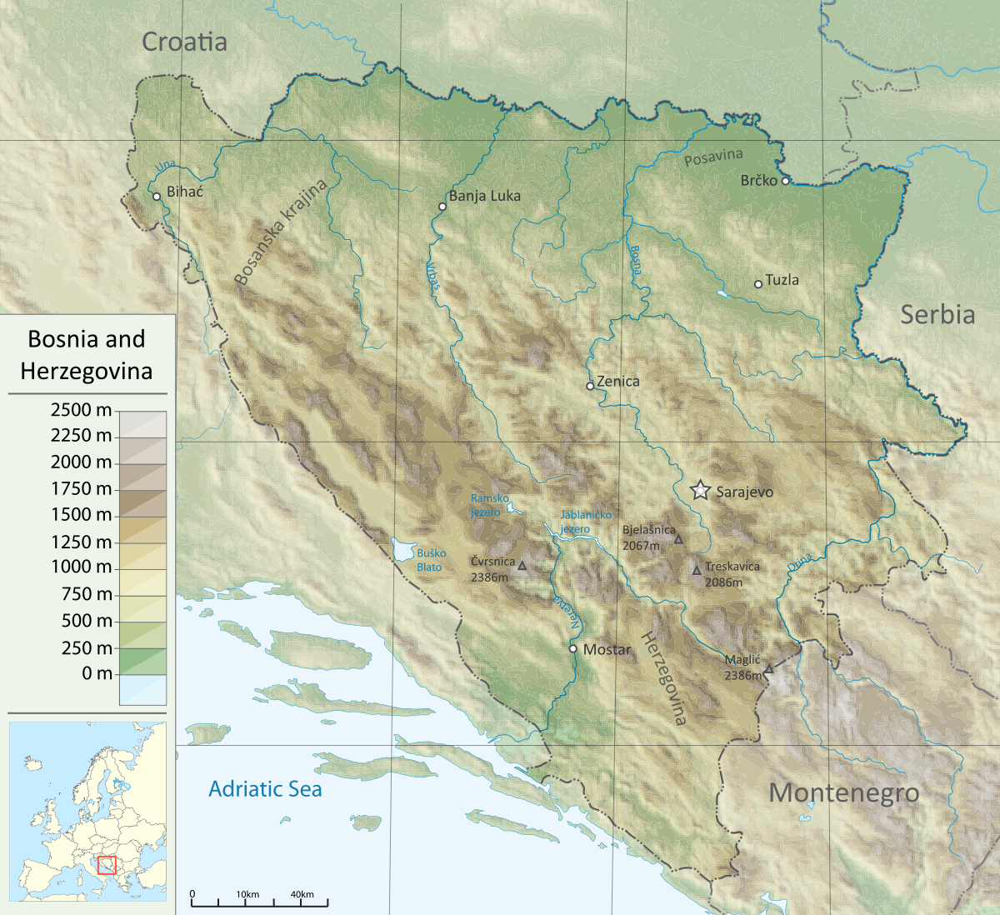 Croatia
Una
Bihać
Bosanska krajina
Banja Luka
Vrbas
Posavina
Brčko
Bosna
Tuzla
Serbia
Bosnia and
Herzegovina
2500 m
2250 m
2000 m
1750 m
1500 m
1250 m
1000 m
750 m
500 m
250 m
0 m
Zenica
Sarajevo
Ramsko
jezero
Jablaničko
jezero
Bjelašnica
2067m
Buško
Blato
Čvrsnica
2386m
Treskavica
2086m
Drina
Neretva
Mostar
Herzegovina
Maglić
2386m
Adriatic Sea
Montenegro
0
10km
40km